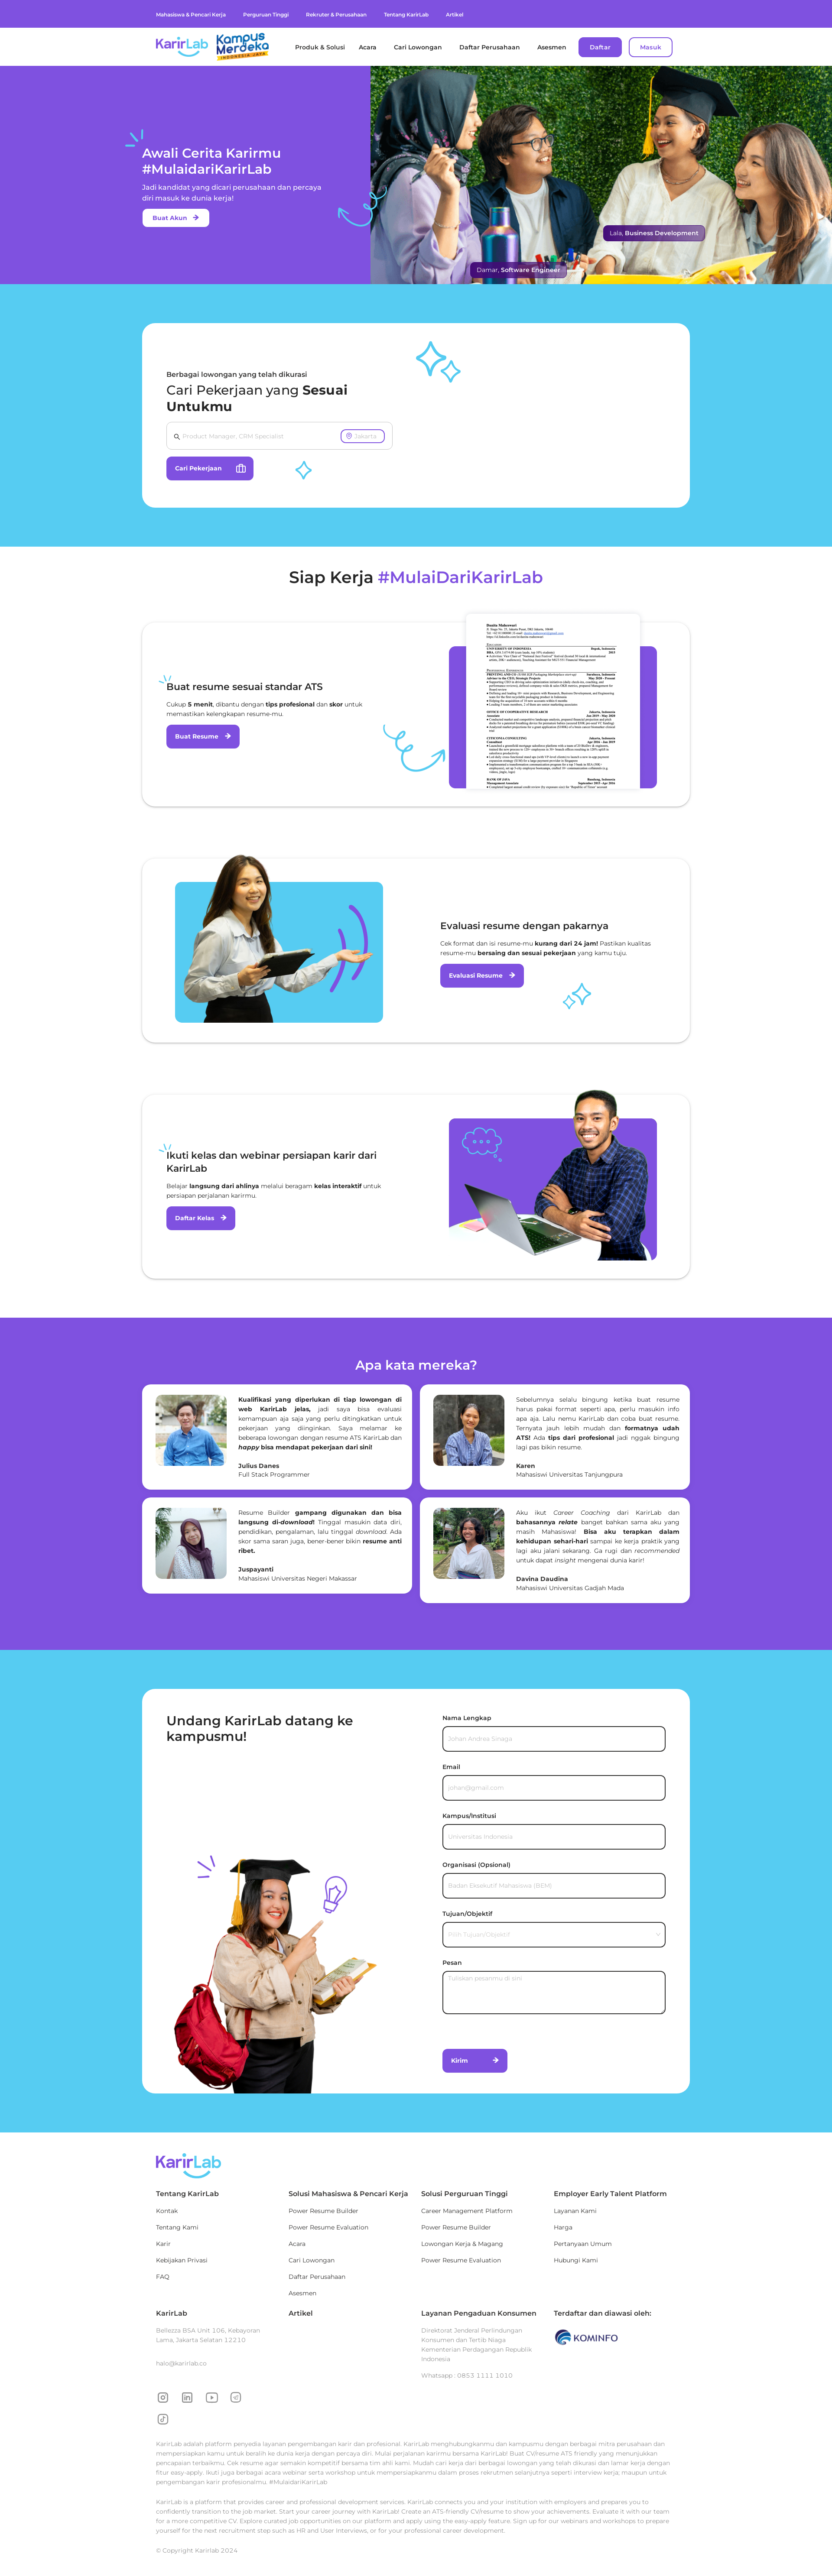 Mahasiswa & Pencari Kerja
Perguruan Tinggi
Rekruter & Perusahaan
Tentang KarirLab
Artikel
KarirLab
Kampus Merdeka
INDONESIA JAYA
Produk & Solusi
Acara
Cari Lowongan
Daftar Perusahaan
Asesmen
Daftar
Masuk
Awali Cerita Karirmu
#MulaidariKarirLab
Jadi kandidat yang dicari perusahaan dan percaya
diri masuk ke dunia kerja!
Buat Akun
Lala, Business Development
Damar, Software Engineer
Berbagai lowongan yang telah dikurasi
Cari Pekerjaan yang Sesuai
Untukmu
Product Manager, CRM Specialist
Jakarta
Cari Pekerjaan
Siap Kerja #MulaiDariKarirLab
Buat resume sesuai standar ATS
Cukup 5 menit, dibantu dengan tips profesional dan skor untuk
memastikan kelengkapan resume-mu.
Buat Resume
Evaluasi resume dengan pakarnya
Cek format dan isi resume-mu kurang dari 24 jam! Pastikan kualitas
resume-mu bersaing dan sesuai pekerjaan yang kamu tuju.
Evaluasi Resume
Ikuti kelas dan webinar persiapan karir dari
KarirLab
Belajar langsung dari ahlinya melalui beragam kelas interaktif untuk
persiapan perjalanan karirmu.
Daftar Kelas
Apa kata mereka?
Kualifikasi yang diperlukan di tiap lowongan di
web KarirLab jelas, jadi saya bisa evaluasi
kemampuan aja saja yang perlu ditingkatkan untuk
pekerjaan yang diinginkan. Saya melamar ke
beberapa lowongan dengan resume ATS KarirLab dan
happy bisa mendapat pekerjaan dari sini!
Julius Danes
Full Stack Programmer
Sebelumnya selalu bingung ketika buat resume
harus pakai format seperti apa, perlu masukin info
apa aja. Lalu nemu KarirLab dan coba buat resume.
Ternyata jauh lebih mudah dan formatnya udah
ATS! Ada tips dari profesional jadi nggak bingung
lagi pas bikin resume.
Karen
Mahasiswi Universitas Tanjungpura
Resume Builder gampang digunakan dan bisa
langsung di-download! Tinggal masukin data diri,
pendidikan, pengalaman, lalu tinggal download. Ada
skor sama saran juga, bener-bener bikin resume anti
ribet.
Juspayanti
Mahasiswi Universitas Negeri Makassar
Aku ikut Career Coaching dari KarirLab dan
bahasannya relate banget bahkan sama aku yang
masih Mahasiswa! Bisa aku terapkan dalam
kehidupan sehari-hari sampai ke kerja praktik yang
lagi aku jalani sekarang. Ga rugi dan recommended
untuk dapat insight mengenai dunia karir!
Davina Daudina
Mahasiswi Universitas Gadjah Mada
Undang KarirLab datang ke
kampusmu!
Nama Lengkap
Johan Andrea Sinaga
Email
johan@gmail.com
Kampus/Institusi
Universitas Indonesia
Organisasi (Opsional)
Badan Eksekutif Mahasiswa (BEM)
Tujuan/Objektif
Pilih Tujuan/Objektif
Pesan
Tuliskan pesanmu di sini
Kirim
KarirLab
Tentang KarirLab
Kontak
Tentang Kami
Karir
Kebijakan Privasi
FAQ
Solusi Mahasiswa & Pencari Kerja
Power Resume Builder
Power Resume Evaluation
Acara
Cari Lowongan
Daftar Perusahaan
Asesmen
Solusi Perguruan Tinggi
Career Management Platform
Power Resume Builder
Lowongan Kerja & Magang
Power Resume Evaluation
Employer Early Talent Platform
Layanan Kami
Harga
Pertanyaan Umum
Hubungi Kami
KarirLab
Bellezza BSA Unit 106, Kebayoran
Lama, Jakarta Selatan 12210
halo@karirlab.co
Artikel
Layanan Pengaduan Konsumen
Direktorat Jenderal Perlindungan
Konsumen dan Tertib Niaga
Kementerian Perdagangan Republik
Indonesia
Whatsapp : 0853 1111 1010
Terdaftar dan diawasi oleh:
KOMINFO
KarirLab adalah platform penyedia layanan pengembangan karir dan profesional. KarirLab menghubungkanmu dan kampusmu dengan berbagai mitra perusahaan dan
mempersiapkan kamu untuk beralih ke dunia kerja dengan percaya diri. Mulai perjalanan karirmu bersama KarirLab! Buat CV/resume ATS friendly yang menunjukkan
pencapaian terbaikmu. Cek resume agar semakin kompetitif bersama tim ahli kami. Mudah cari kerja dari berbagai lowongan yang telah dikurasi dan lamar kerja dengan
fitur easy-apply. Ikuti juga berbagai acara webinar serta workshop untuk mempersiapkanmu dalam proses rekrutmen selanjutnya seperti interview kerja, maupun untuk
pengembangan karir profesionalmu. #MulaidariKarirLab
KarirLab is a platform that provides career and professional development services. KarirLab connects you and your institution with employers and prepares you to
confidently transition to the job market. Start your career journey with KarirLab! Create an ATS-friendly CV/resume to show your achievements. Evaluate it with our team
for a more competitive CV. Explore curated job opportunities on our platform and apply using the easy-apply feature. Sign up for our webinars and workshops to prepare
yourself for the next recruitment step such as HR and User Interviews, or for your professional career development.
© Copyright Karirlab 2024